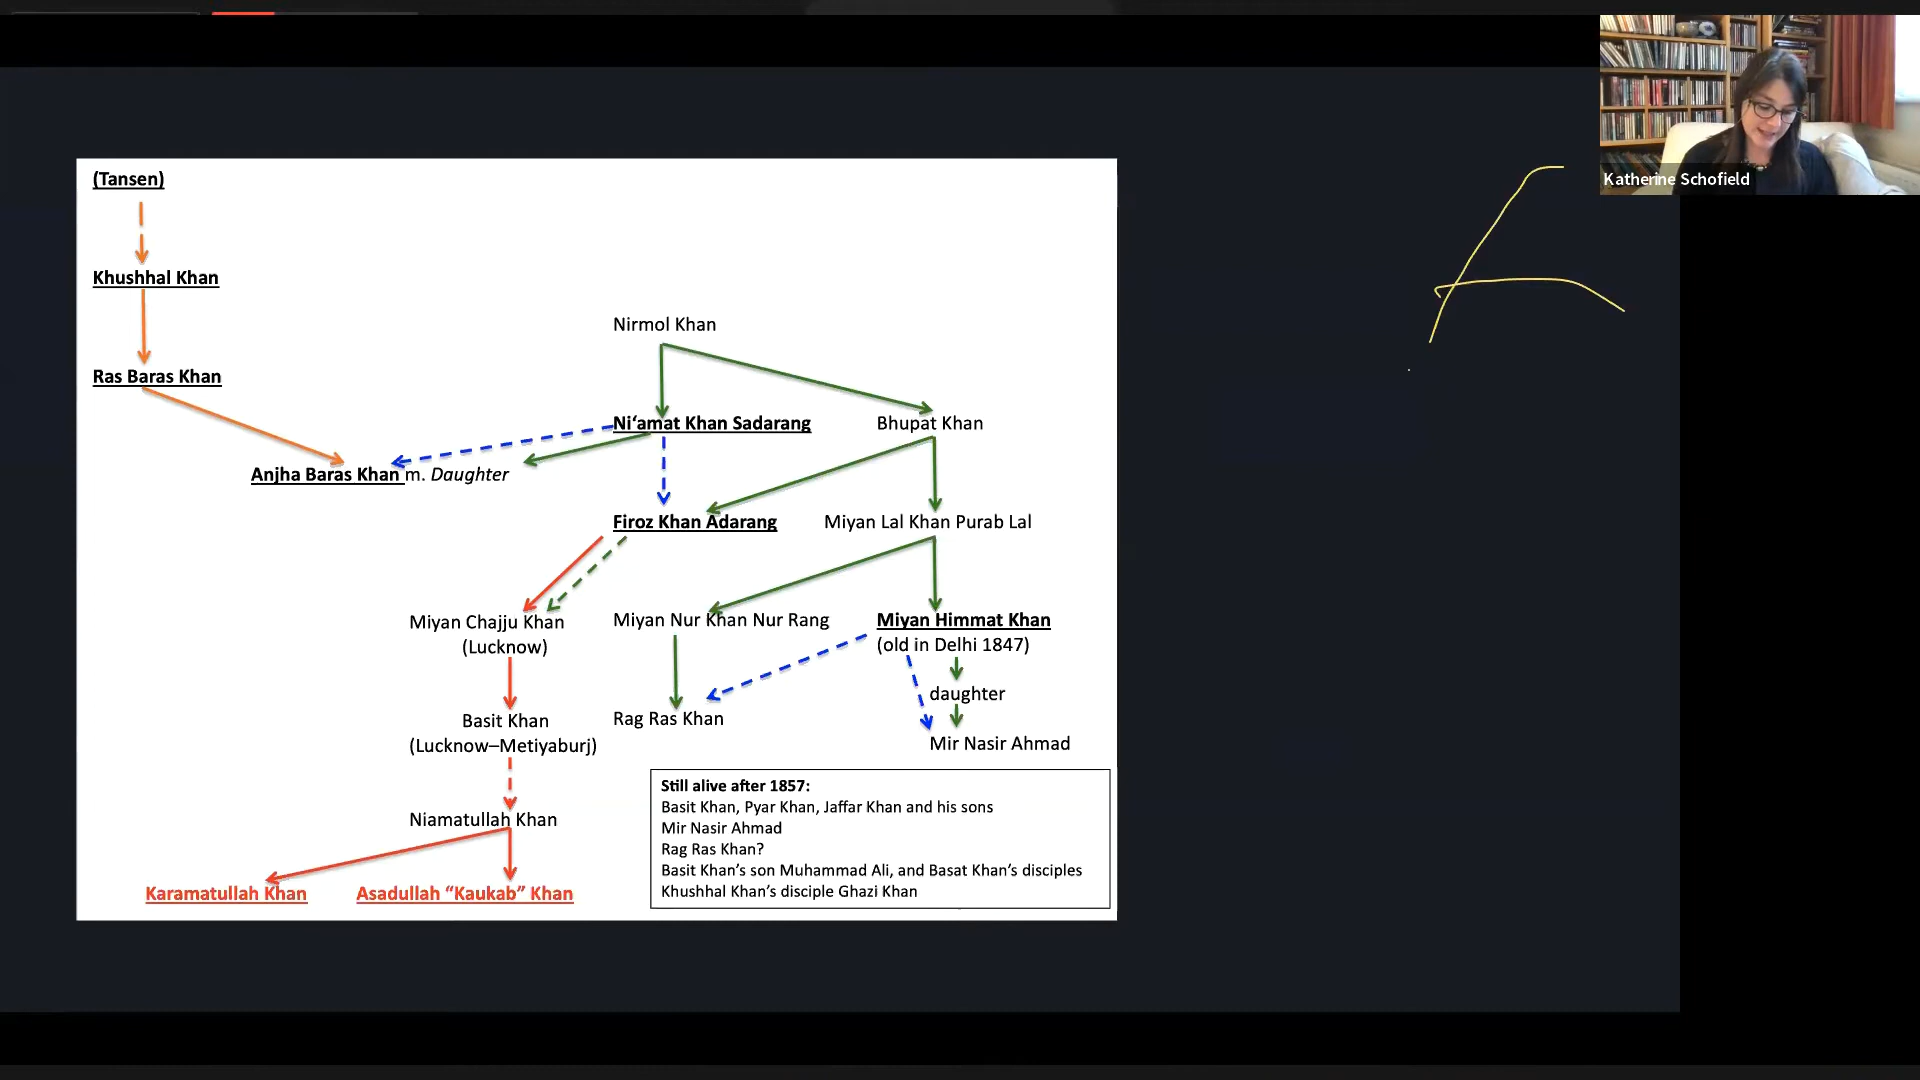 Katherine Schofield
(Tansen)
Khushhal Khan
Nirmol Khan
Ras Baras Khan
Ni‘amat Khan Sadarang
Bhupat Khan
Anjha Baras Khan m. Daughter
Firoz Khan Adarang
Miyan Lal Khan Purab Lal
Miyan Chajju Khan
(Lucknow)
Miyan Nur Khan Nur Rang
Miyan Himmat Khan
(old in Delhi 1847)
daughter
Basit Khan
(Lucknow–Metiyaburj)
Rag Ras Khan
Mir Nasir Ahmad
Niamatullah Khan
Karamatullah Khan
Asadullah “Kaukab” Khan
Still alive after 1857:
Basit Khan, Pyar Khan, Jaffar Khan and his sons
Mir Nasir Ahmad
Rag Ras Khan?
Basit Khan’s son Muhammad Ali, and Basat Khan’s disciples
Khushhal Khan’s disciple Ghazi Khan